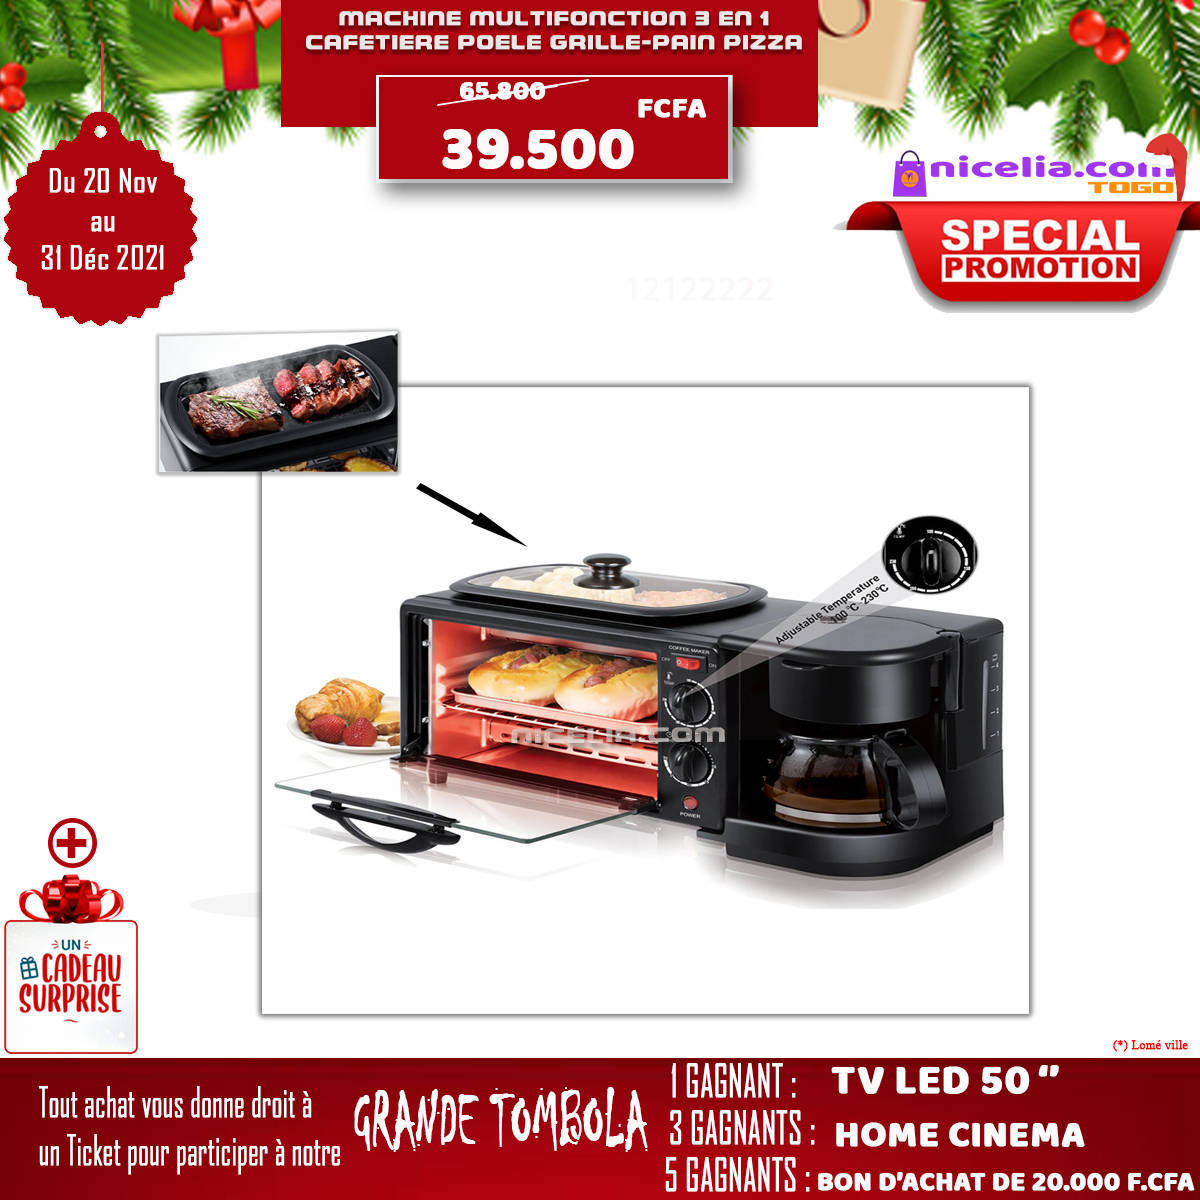 MACHINE MULTIFONCTION 3 EN 1
CAFETIERE POELE GRILLE-PAIN PIZZA
65.800
FCFA
39.500
Du 20 Nov
au
31 Déc 2021
nicelia.com
TOGO
SPECIAL
PROMOTION
12122222
Adjustable Temperature
100℃-230℃
COFFEE MAKER
OFF
ON
TEMP
POWER
NICELIA.COM
UN
CADEAU
SURPRISE
(*) Lomé ville
Tout achat vous donne droit à
un Ticket pour participer à notre
GRANDE TOMBOLA
1 GAGNANT : TV LED 50 "
3 GAGNANTS : HOME CINEMA
5 GAGNANTS : BON D'ACHAT DE 20.000 F.CFA